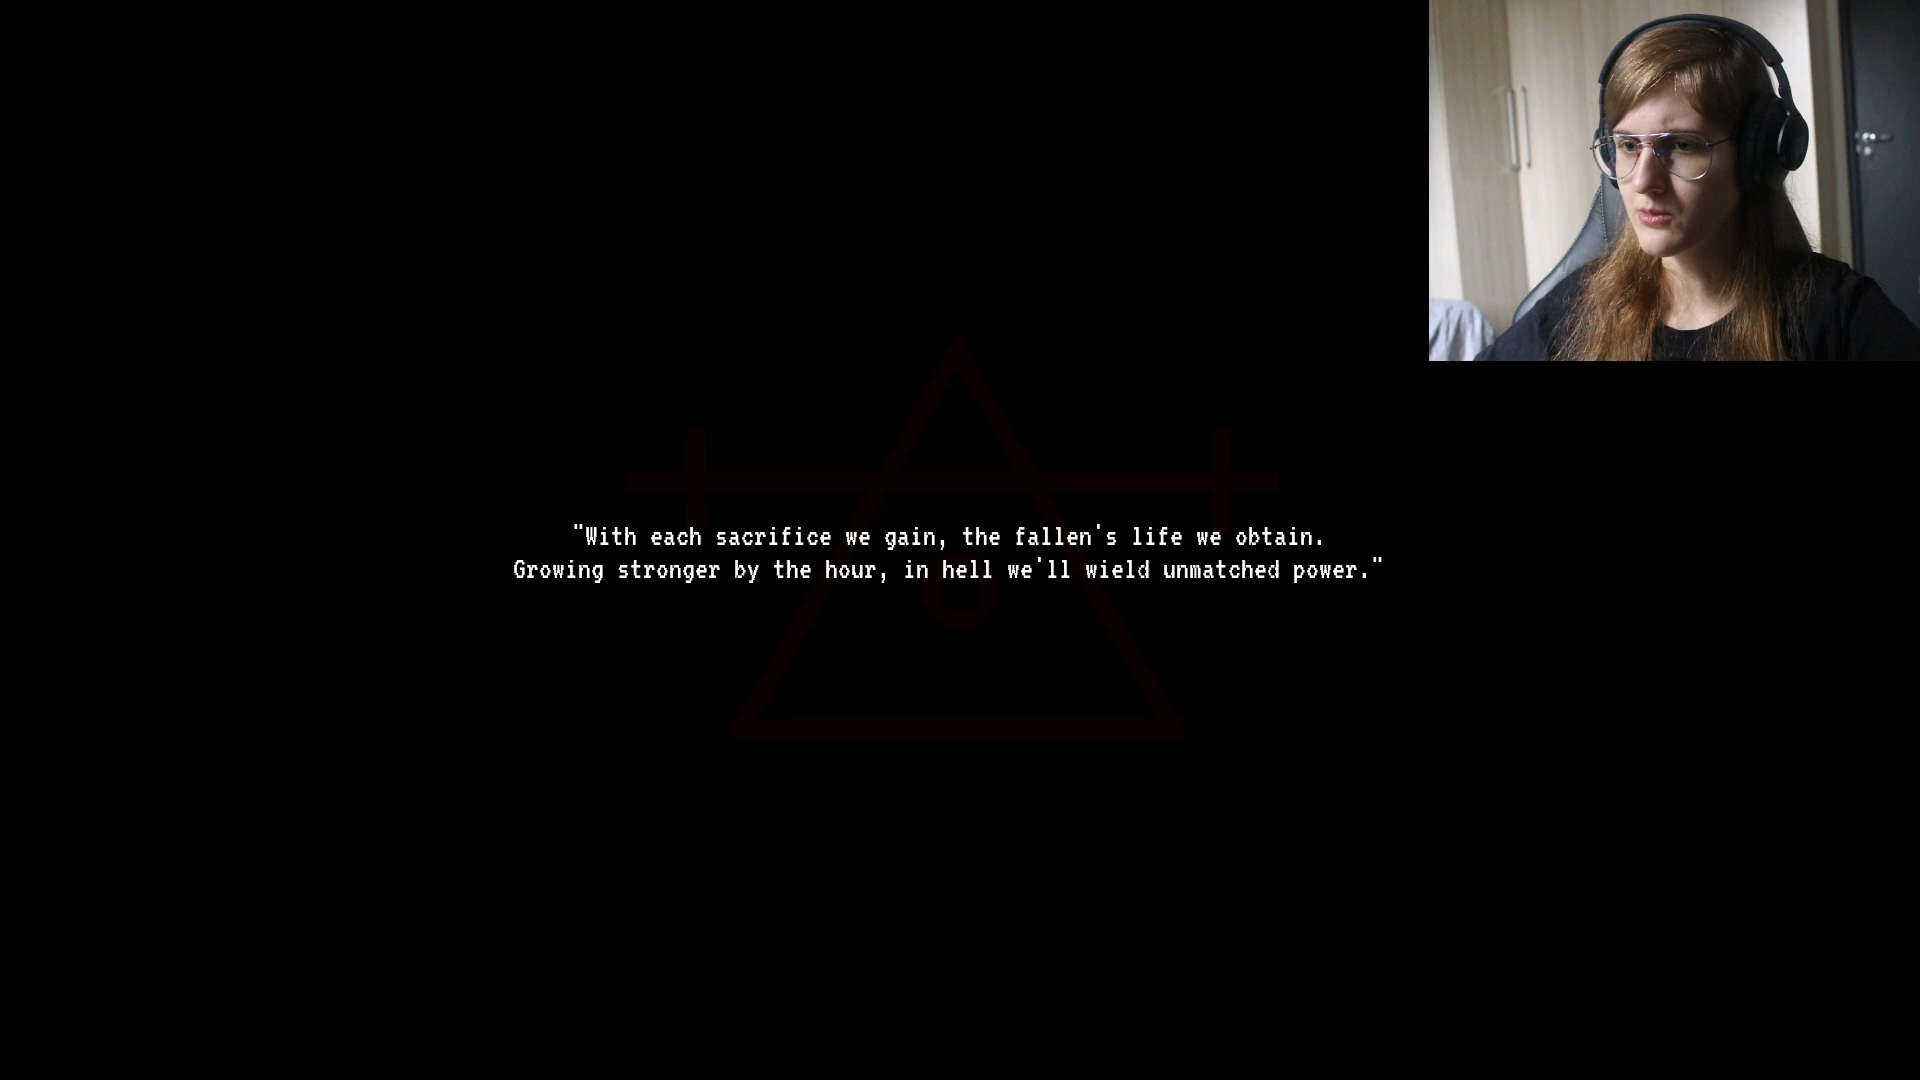 "With each sacrifice we gain, the fallen's life we obtain.
Growing stronger by the hour, in hell we'll wield unmatched power."